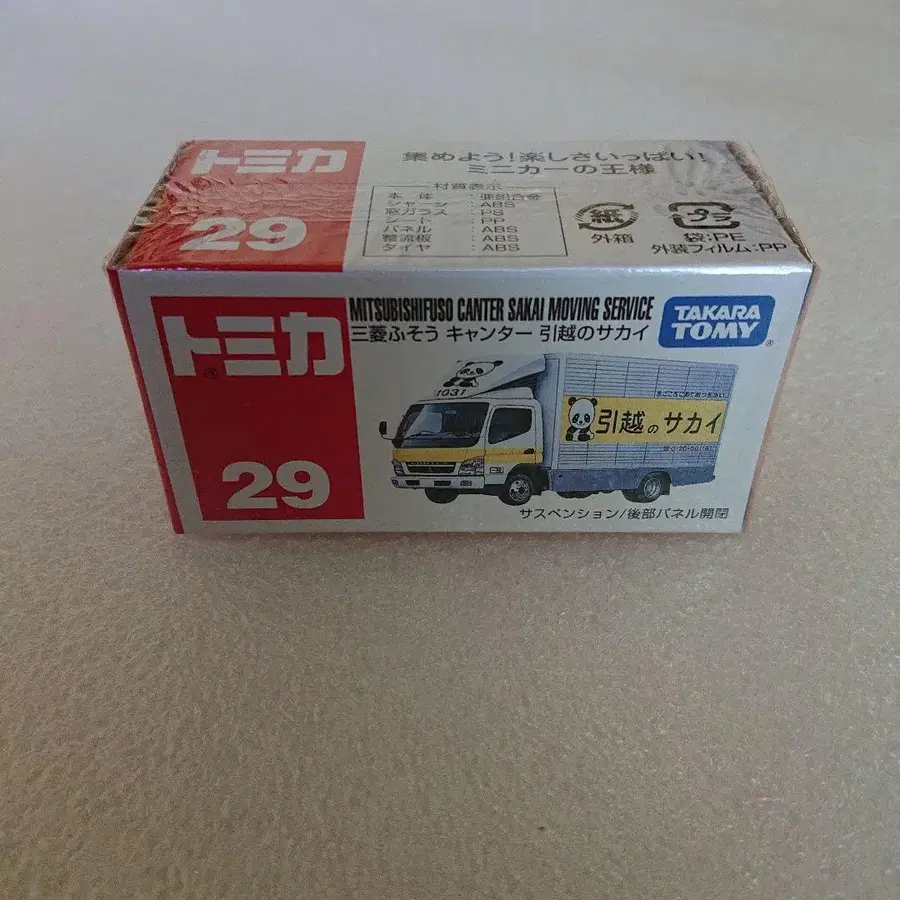 トミカ
29
集めよう!楽しさいっぱい!
ミニカーの王様
材質表示
本体:亜鉛合金
シャーシ:ABS
窓ガラス:PS
シート:PP
パネル:ABS
整流板:ABS
タイヤ:ABS
紙
外箱
プラ
袋:PE
外装フィルム:PP
トミカ
29
MITSUBISHIFUSO CANTER SAKAI MOVING SERVICE
三菱ふそう キャンター 引越のサカイ
TAKARA
TOMY
1031
引越のサカイ
サスペンション/後部パネル開閉